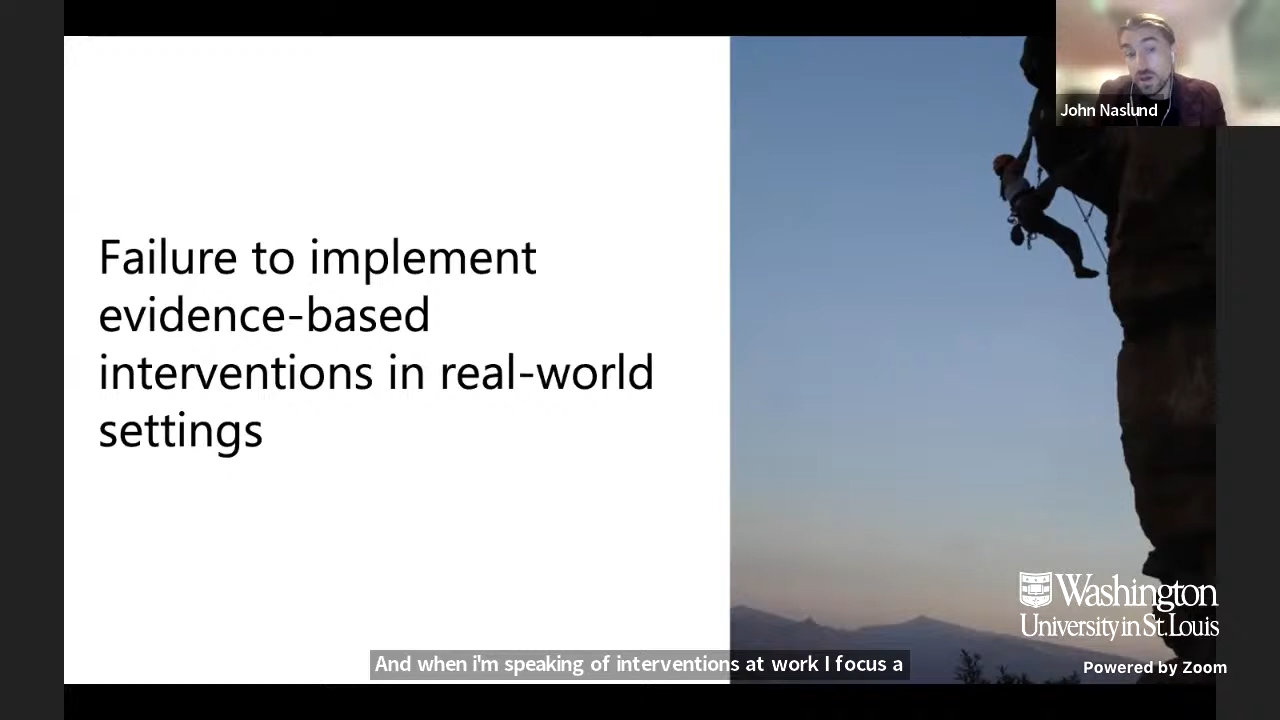 John Naslund
Failure to implement
evidence-based
interventions in real-world
settings
Washington
University in St. Louis
And when i'm speaking of interventions at work I focus a
Powered by Zoom